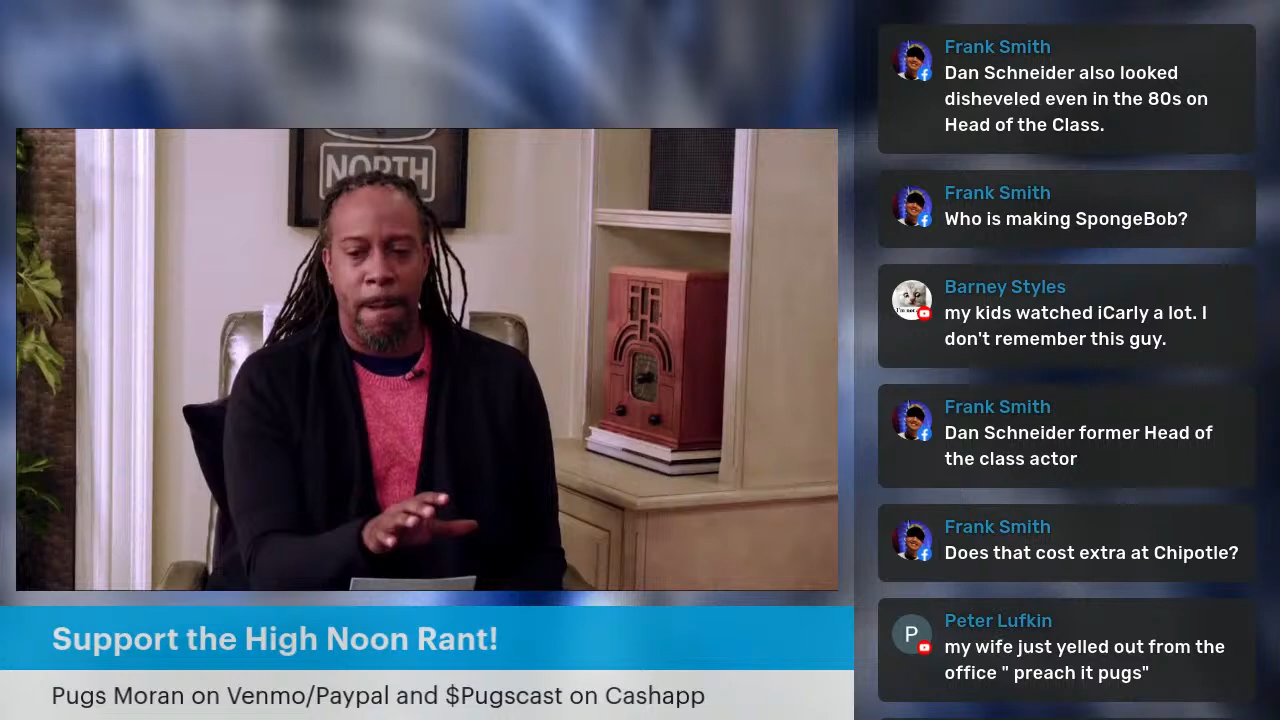 NORTH
Support the High Noon Rant!
Pugs Moran on Venmo/Paypal and $Pugscast on Cashapp
Frank Smith
Dan Schneider also looked
disheveled even in the 80s on
Head of the Class.
Frank Smith
Who is making SpongeBob?
Barney Styles
my kids watched iCarly a lot. I
don't remember this guy.
Frank Smith
Dan Schneider former Head of
the class actor
Frank Smith
Does that cost extra at Chipotle?
P
Peter Lufkin
my wife just yelled out from the
office " preach it pugs"